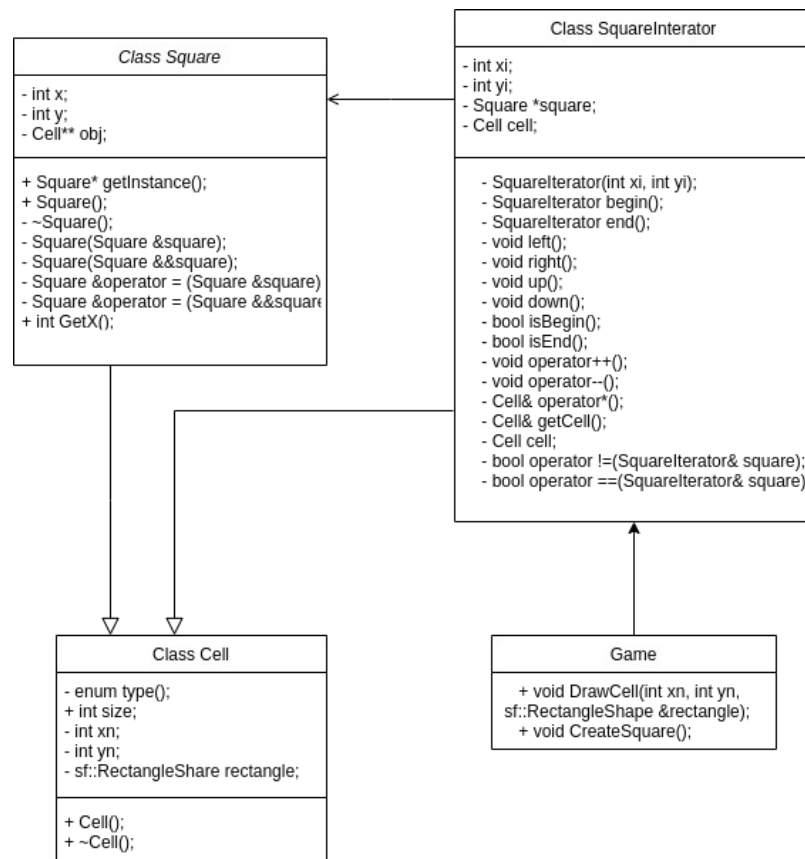 Class Square
- int x;
- int y;
- Cell** obj;
+ Square* getInstance();
+ Square();
- ~Square();
- Square(Square &square);
- Square(Square &&square);
- Square &operator = (Square &square)
- Square &operator = (Square &&square
+ int GetX();
Class SquareInterator
- int xi;
- int yi;
- Square *square;
- Cell cell;
- SquareIterator(int xi, int yi);
- SquareIterator begin();
- SquareIterator end();
- void left();
- void right();
- void up();
- void down();
- bool isBegin();
- bool isEnd();
- void operator++();
- void operator--();
- Cell& operator*();
- Cell& getCell();
- Cell cell;
- bool operator !=(SquareIterator& square);
- bool operator ==(SquareIterator& square)
Class Cell
- enum type();
+ int size;
- int xn;
- int yn;
- sf::RectangleShare rectangle;
+ Cell();
+ ~Cell();
Game
+ void DrawCell(int xn, int yn,
sf::RectangleShape &rectangle);
+ void CreateSquare();